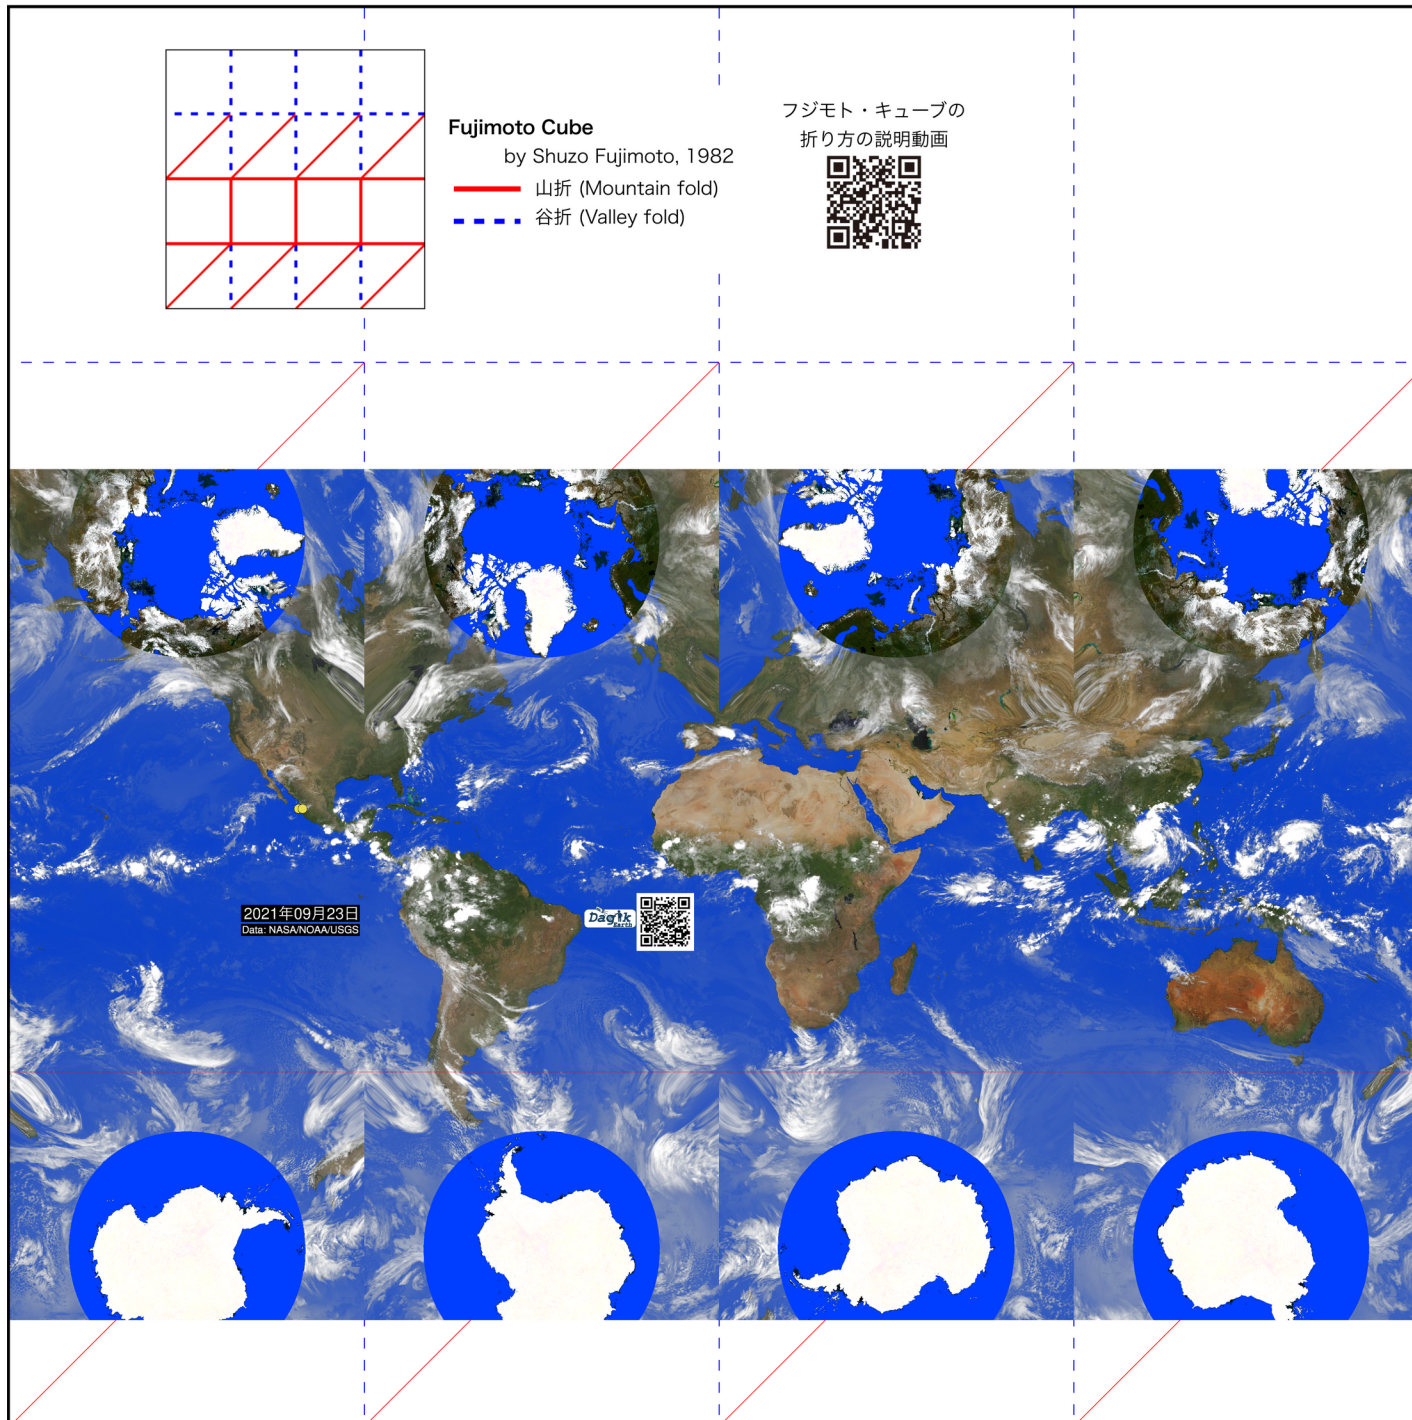 Fujimoto Cube
by Shuzo Fujimoto, 1982
山折 (Mountain fold)
谷折 (Valley fold)
フジモト・キューブの
折り方の説明動画
2021年09月23日
Data: NASA/NOAA/USGS
Dagik
Earth